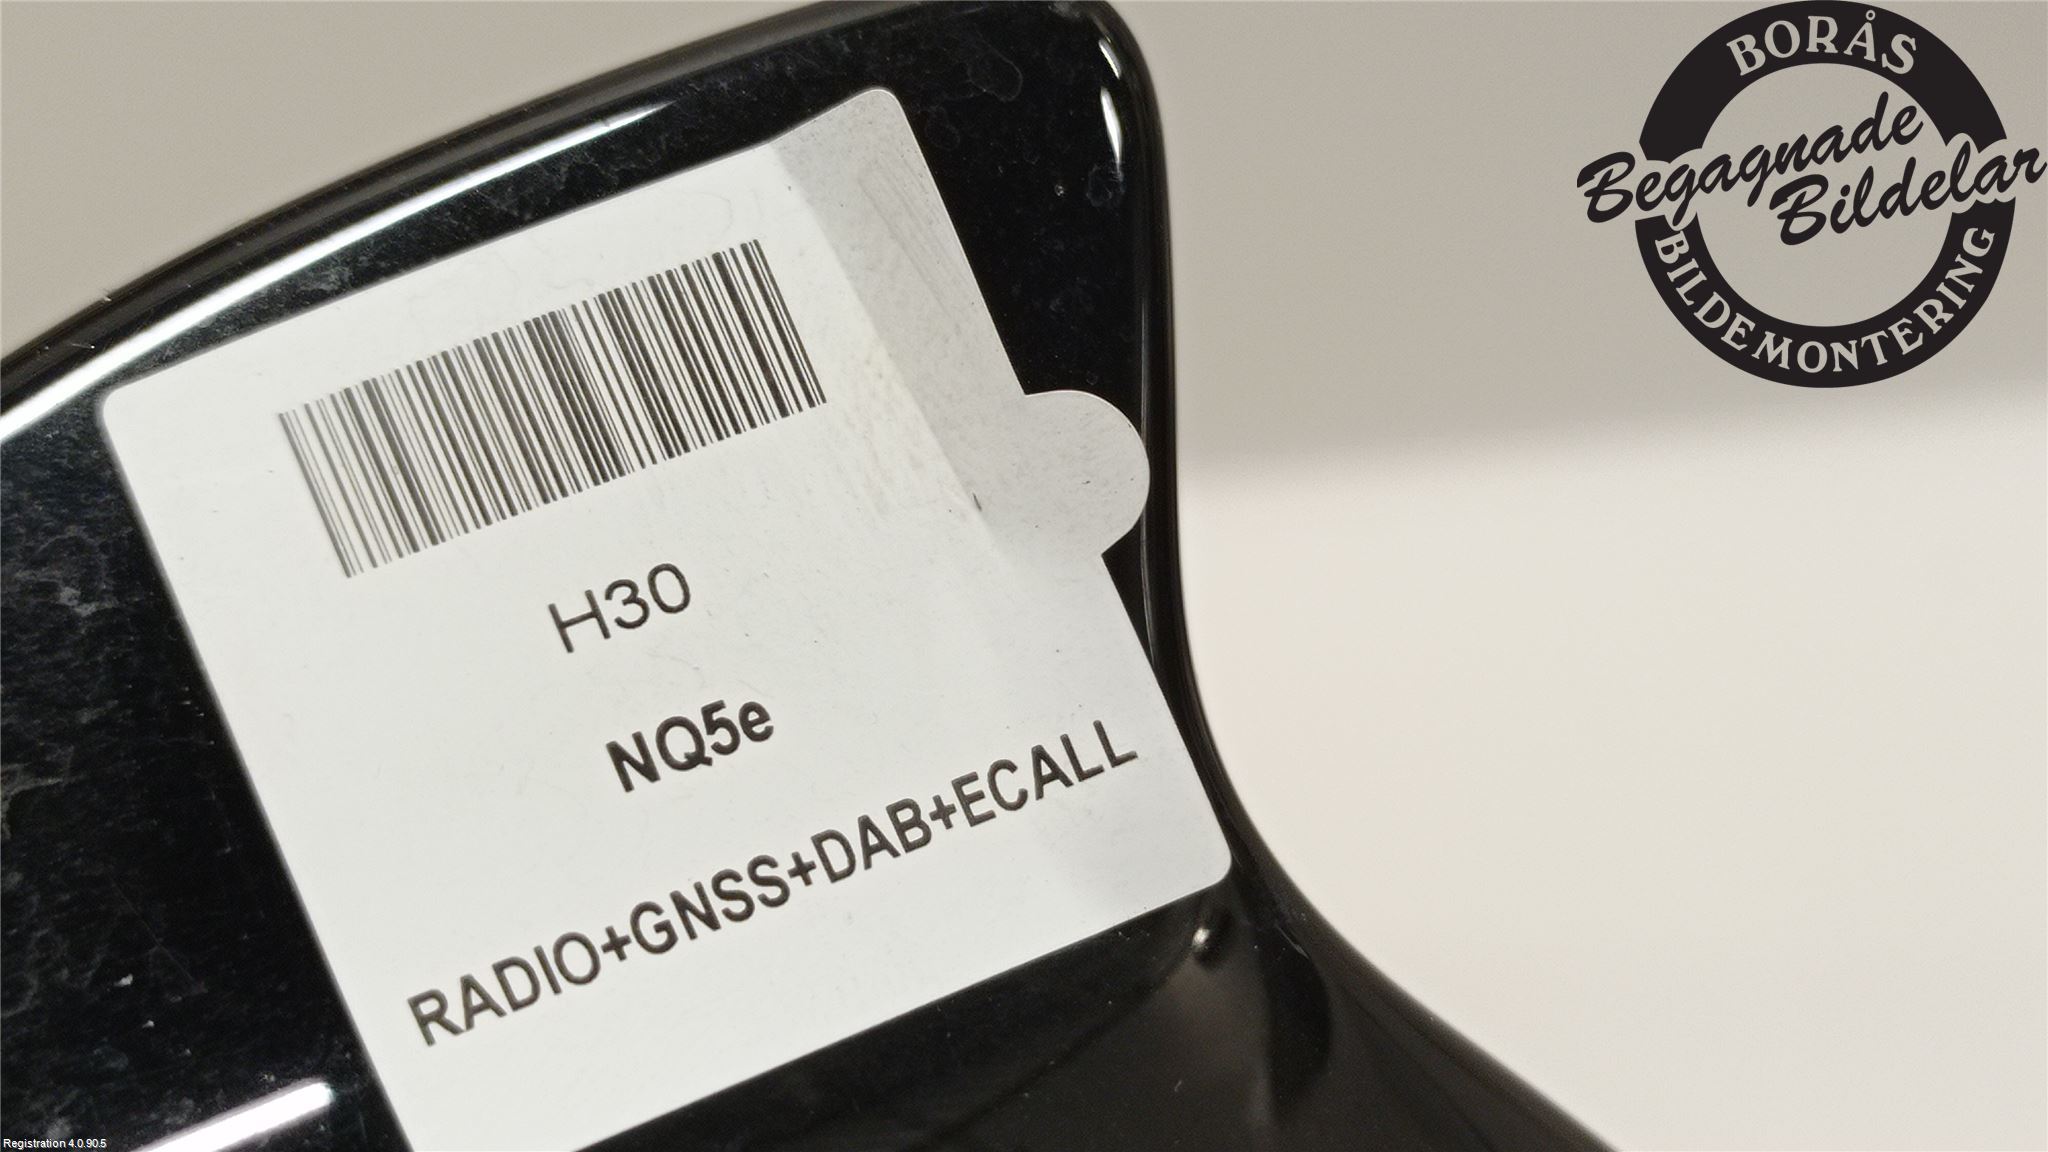 BORÅS
Begagnade
Bildelar
BILDEMONTERING
H30
NQ5e
RADIO+GNSS+DAB+ECALL
Registration 4.0.90.5